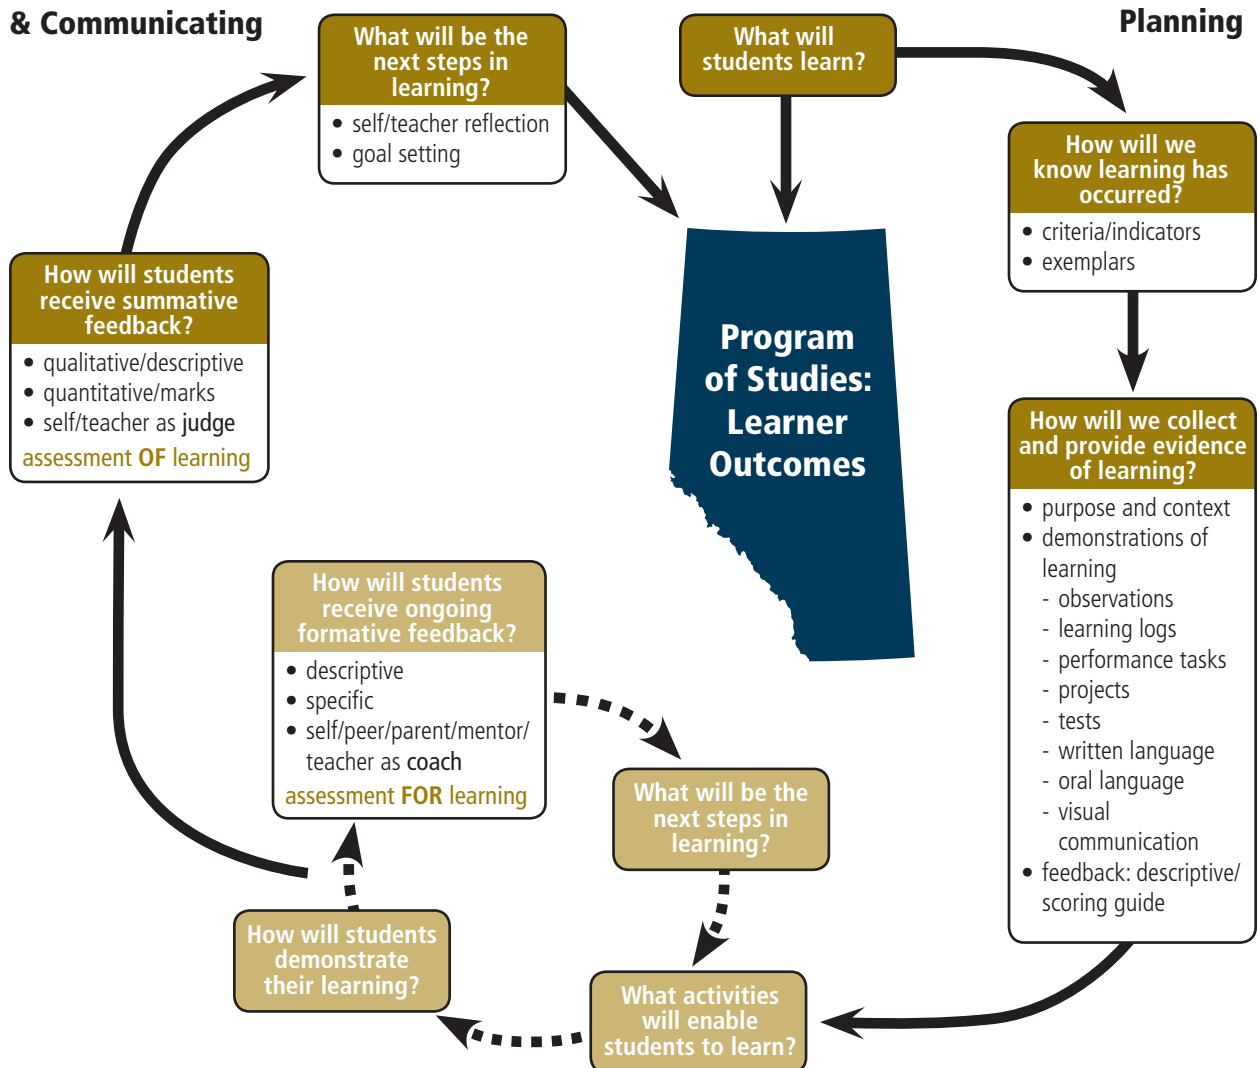 & Communicating
Planning
What will be the
next steps in
learning?
• self/teacher reflection
• goal setting
What will
students learn?
How will we
know learning has
occurred?
• criteria/indicators
• exemplars
How will students
receive summative
feedback?
• qualitative/descriptive
• quantitative/marks
• self/teacher as judge
assessment OF learning
Program
of Studies:
Learner
Outcomes
How will we collect
and provide evidence
of learning?
• purpose and context
• demonstrations of
learning
- observations
- learning logs
- performance tasks
- projects
- tests
- written language
- oral language
- visual
communication
• feedback: descriptive/
scoring guide
How will students
receive ongoing
formative feedback?
• descriptive
• specific
• self/peer/parent/mentor/
teacher as coach
assessment FOR learning
What will be the
next steps in
learning?
How will students
demonstrate
their learning?
What activities
will enable
students to learn?